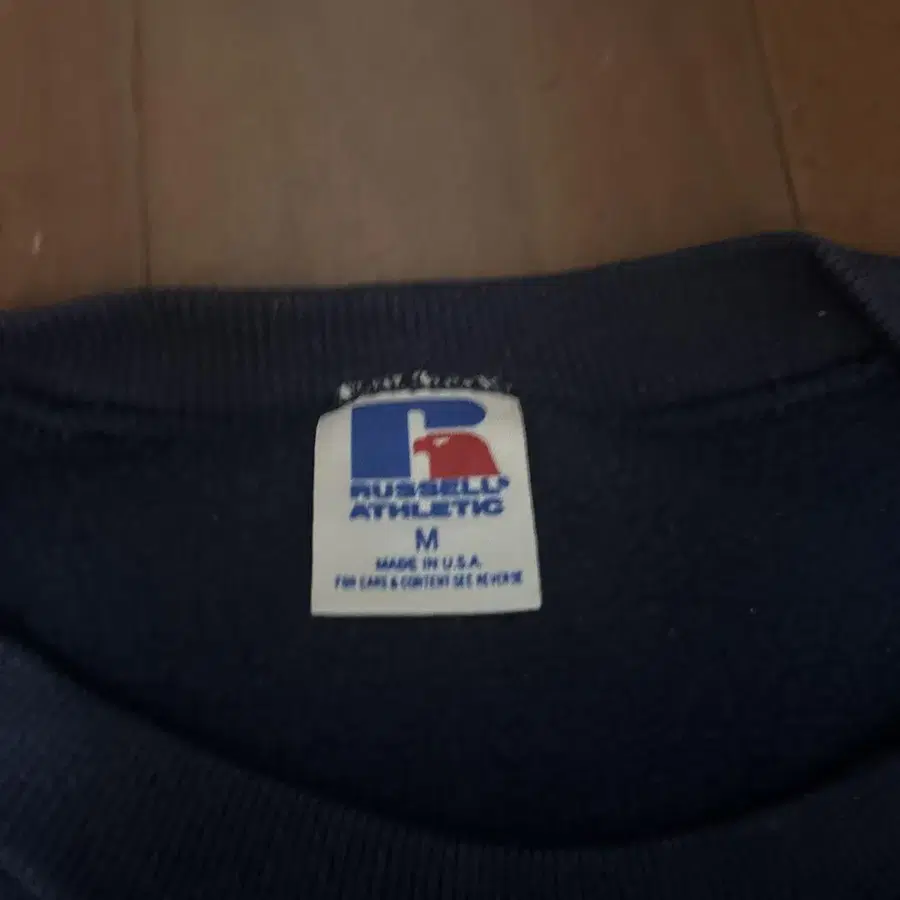 R
RUSSELL
ATHLETIC
M
MADE IN U.S.A.
FOR CARE & CONTENT SEE REVERSE